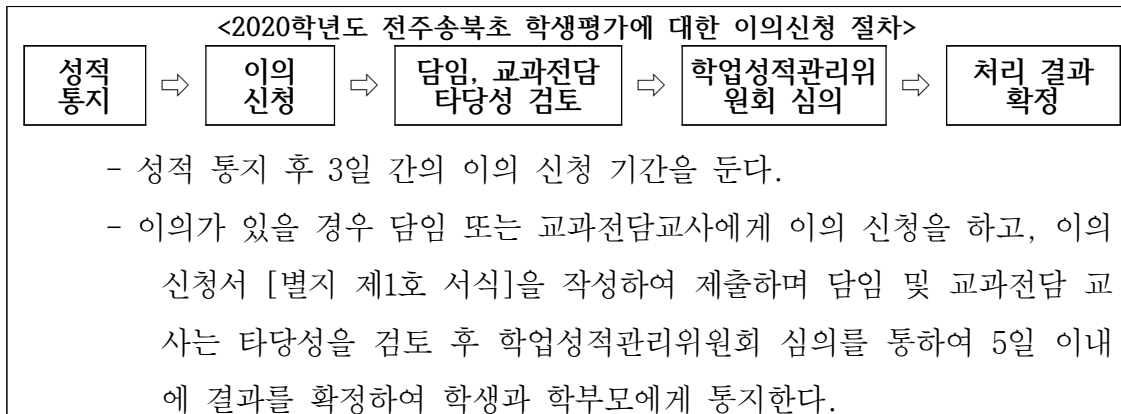 <2020학년도 전주송북초 학생평가에 대한 이의신청 절차>
성적
통지
⇨
이의
신청
⇨
담임, 교과전담
타당성 검토
⇨
학업성적관리위
원회 심의
⇨
처리 결과
확정
- 성적 통지 후 3일 간의 이의 신청 기간을 둔다.
- 이의가 있을 경우 담임 또는 교과전담교사에게 이의 신청을 하고, 이의
신청서 [별지 제1호 서식]을 작성하여 제출하며 담임 및 교과전담 교
사는 타당성을 검토 후 학업성적관리위원회 심의를 통하여 5일 이내
에 결과를 확정하여 학생과 학부모에게 통지한다.